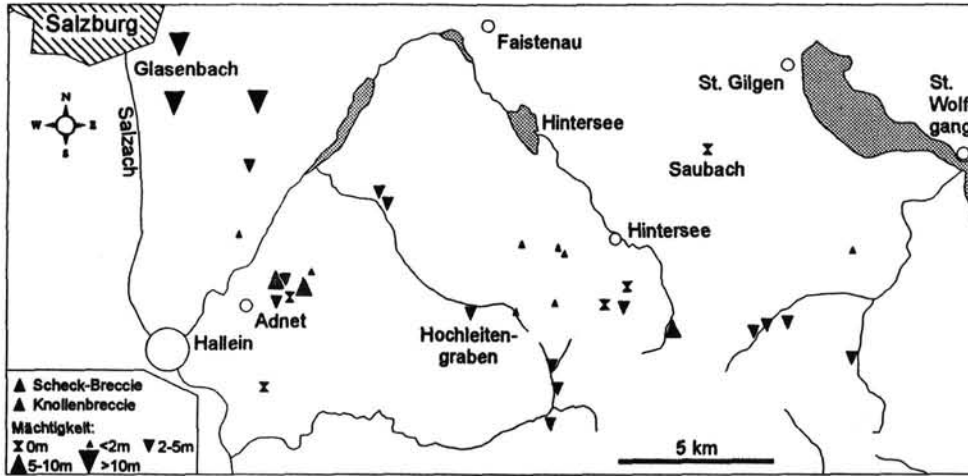 Salzburg
Glasenbach
Salzach
N
W E
S
Faistenau
St. Gilgen
St.
Wolf
gang
Hintersee
Saubach
Hintersee
Adnet
Hallein
Hochleiten-
graben
Scheck-Breccie
Knollenbreccie
Mächtigkeit:
0m <2m 2-5m
5-10m >10m
5 km